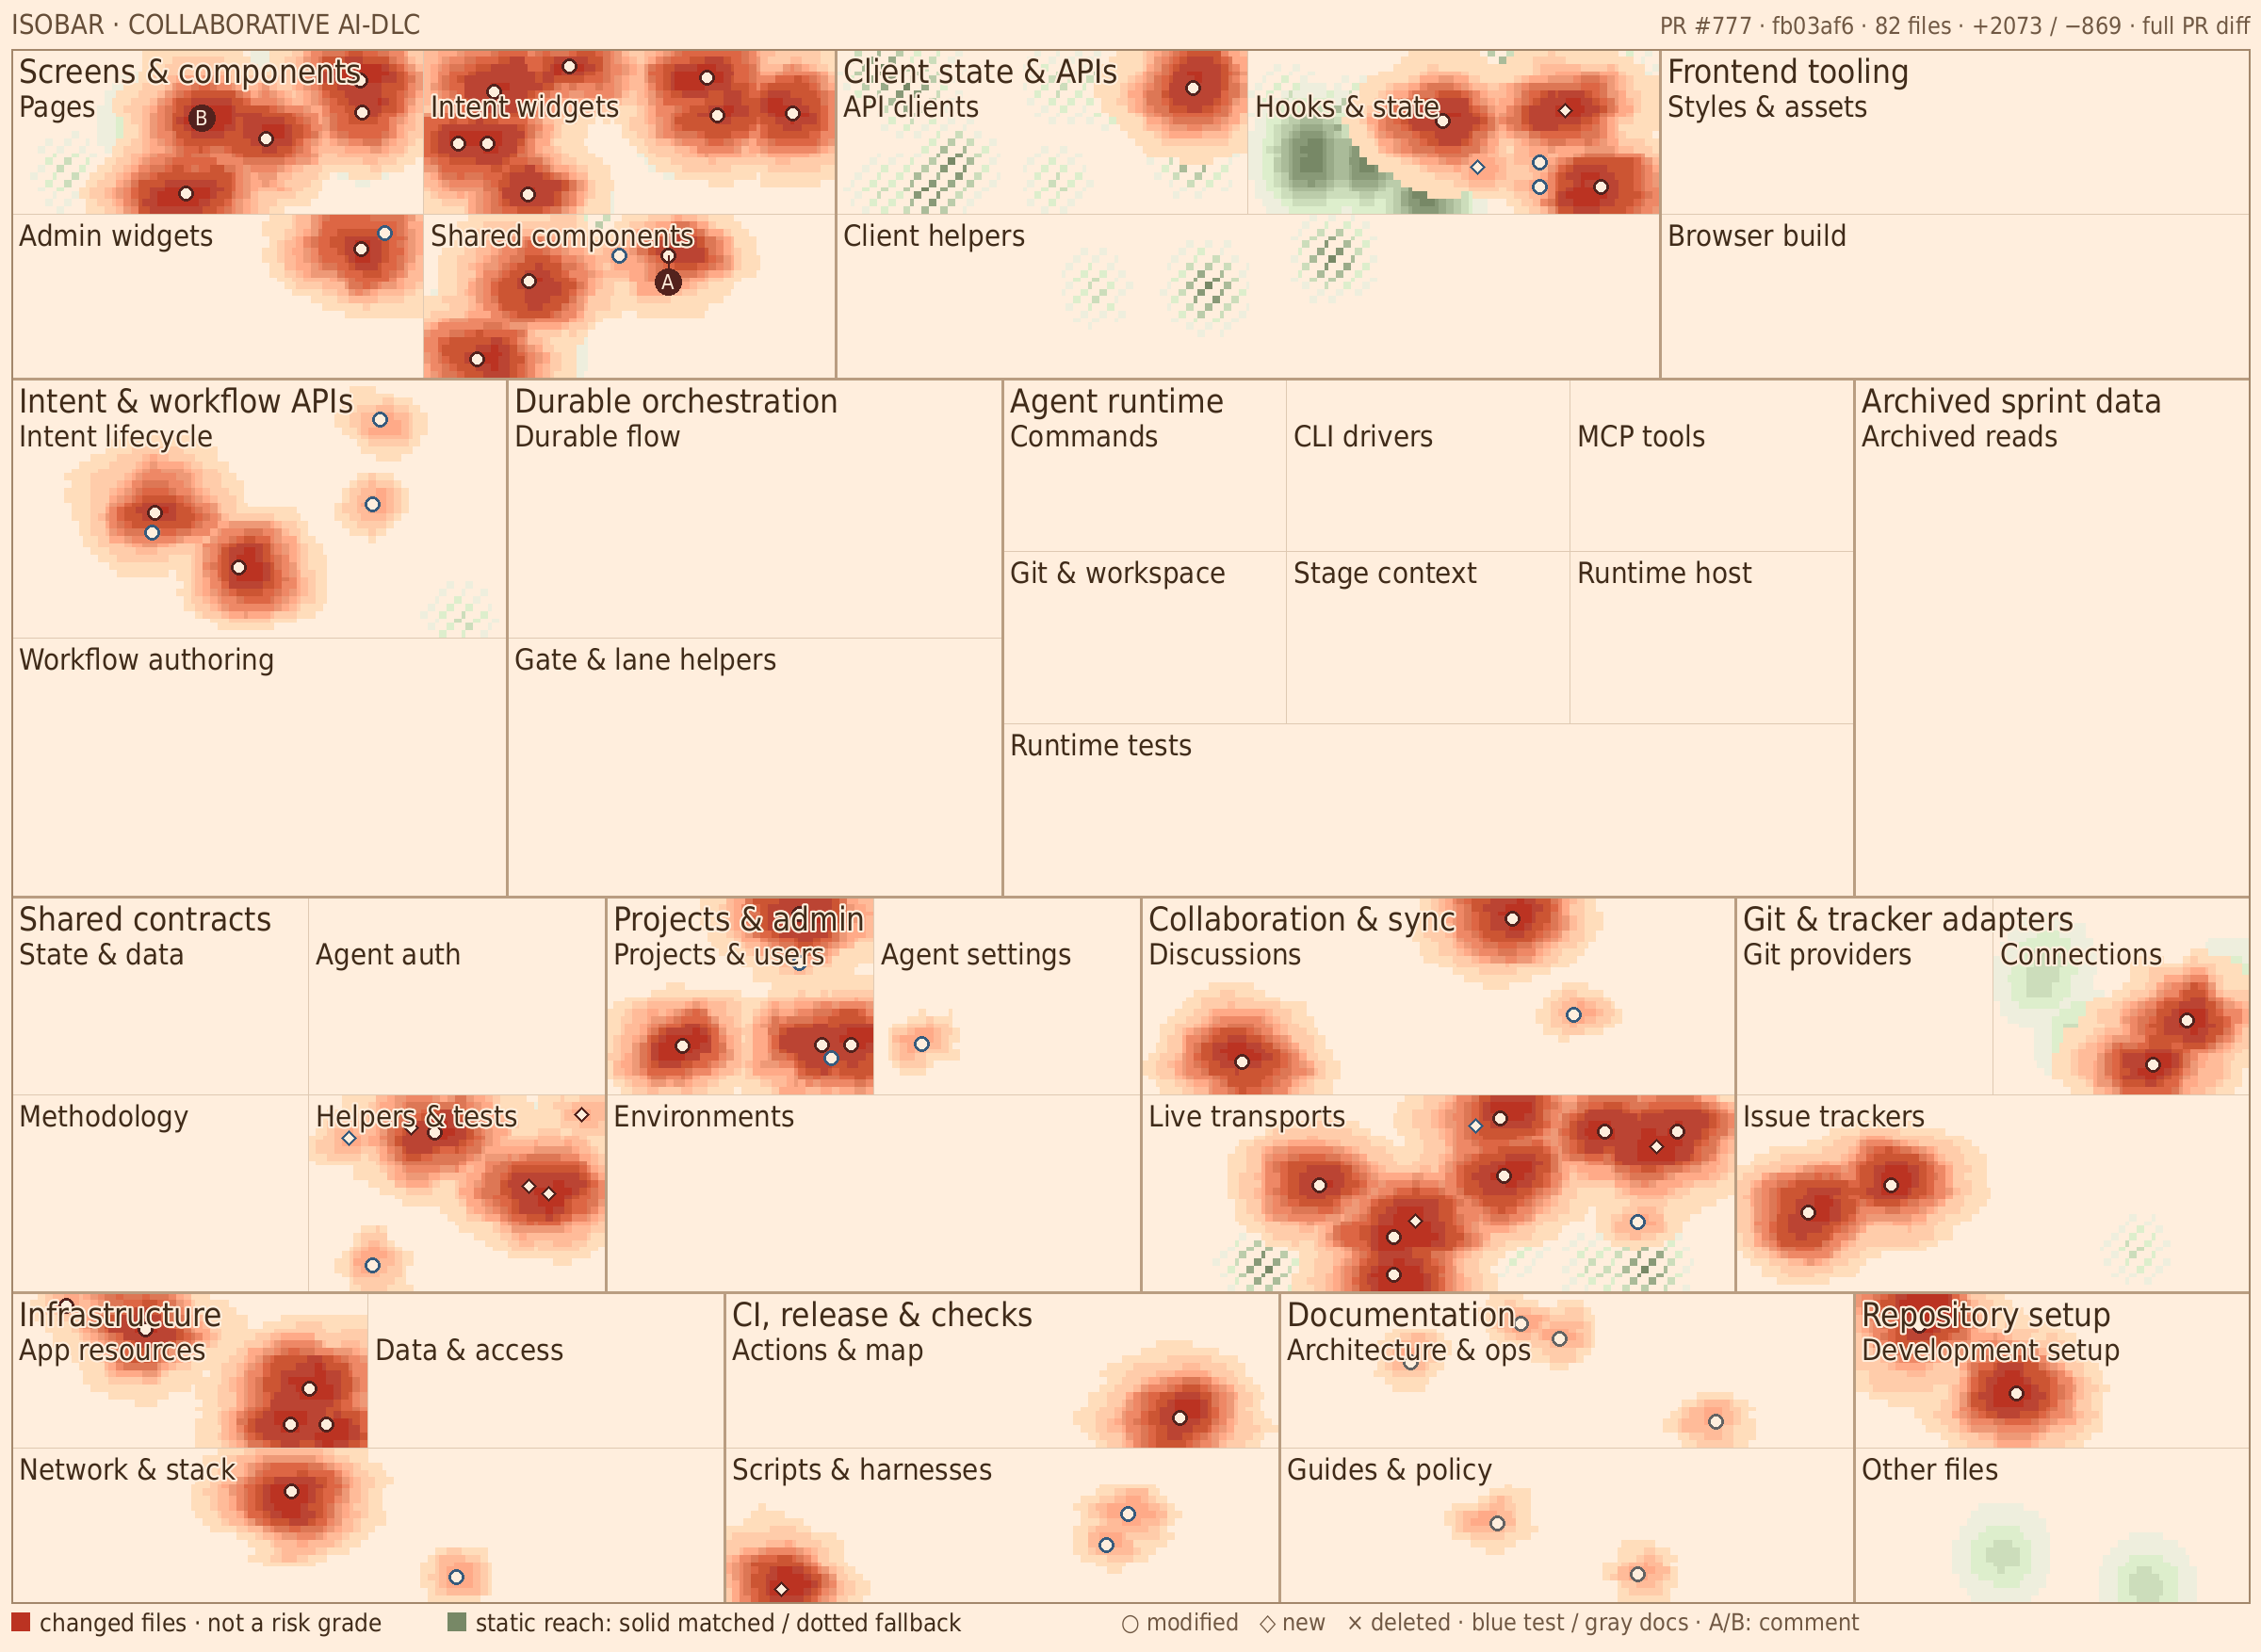 ISOBAR · COLLABORATIVE AI-DLC
PR #777 · fb03af6 · 82 files · +2073 / −869 · full PR diff
Screens & components
Pages
B
Intent widgets
Client state & APIs
API clients
Hooks & state
Frontend tooling
Styles & assets
Admin widgets
Shared components
A
Client helpers
Browser build
Intent & workflow APIs
Intent lifecycle
Durable orchestration
Durable flow
Agent runtime
Commands
CLI drivers
MCP tools
Archived sprint data
Archived reads
Git & workspace
Stage context
Runtime host
Workflow authoring
Gate & lane helpers
Runtime tests
Shared contracts
State & data
Agent auth
Projects & admin
Projects & users
Agent settings
Collaboration & sync
Discussions
Git & tracker adapters
Git providers
Connections
Methodology
Helpers & tests
Environments
Live transports
Issue trackers
Infrastructure
App resources
Data & access
CI, release & checks
Actions & map
Documentation
Architecture & ops
Repository setup
Development setup
Network & stack
Scripts & harnesses
Guides & policy
Other files
changed files · not a risk grade
static reach: solid matched / dotted fallback
○ modified ◇ new × deleted · blue test / gray docs · A/B: comment